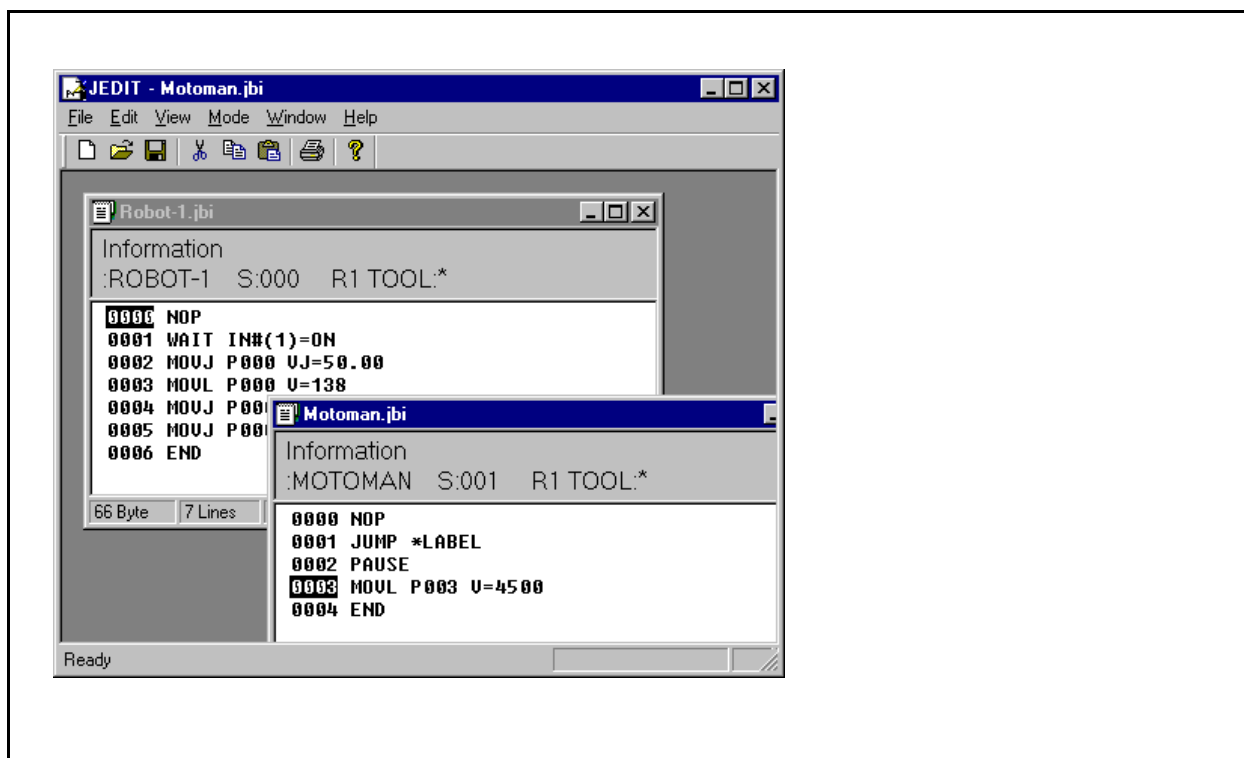 JEDIT - Motoman.jbi
File Edit View Mode Window Help
Robot-1.jbi
Information
:ROBOT-1 S:000 R1 TOOL:*
0000 NOP
0001 WAIT IN#(1)=ON
0002 MOVJ P000 VJ=50.00
0003 MOVL P000 V=138
0004 MOVJ
0005 MOVJ
0006 END
66 Byte 7 Lines
Motoman.jbi
Information
:MOTOMAN S:001 R1 TOOL:*
0000 NOP
0001 JUMP *LABEL
0002 PAUSE
0003 MOVL P003 V=4500
0004 END
Ready